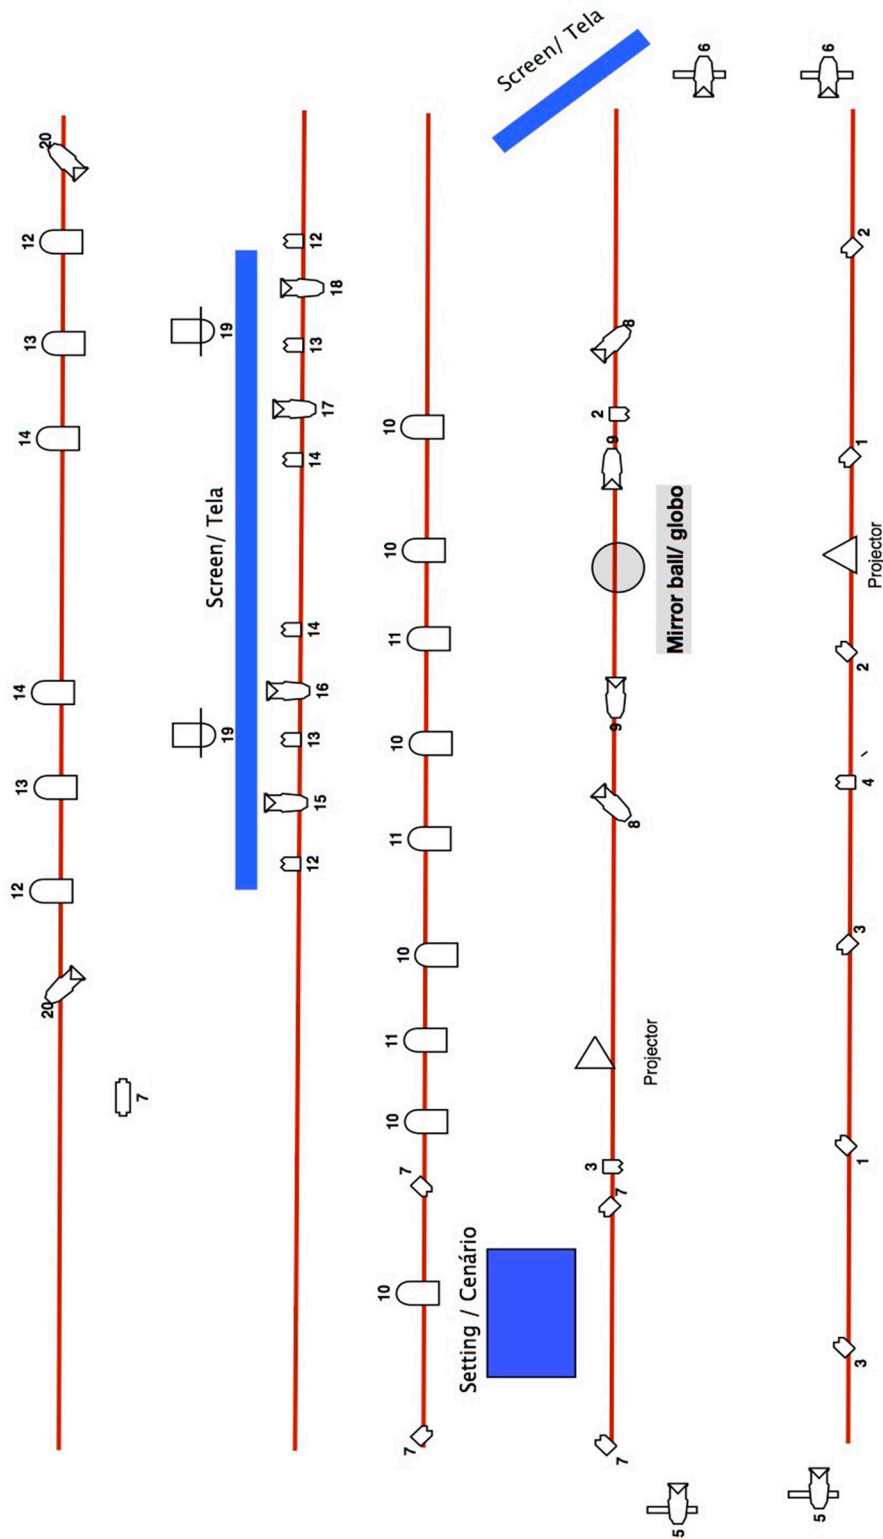 20 12 13 14 14 13 12 20
7
Screen/ Tela
19 19
12 15 13 16 14 14 17 13 18 12
7 10 7 10 11 10 11 10 11 10 10
Setting / Cenário
Screen/ Tela
7 7 3 8 9 9 2 8
Projector
Mirror ball/ globo
5 6
5 3 1 3 4 2 1 2 6
Projector